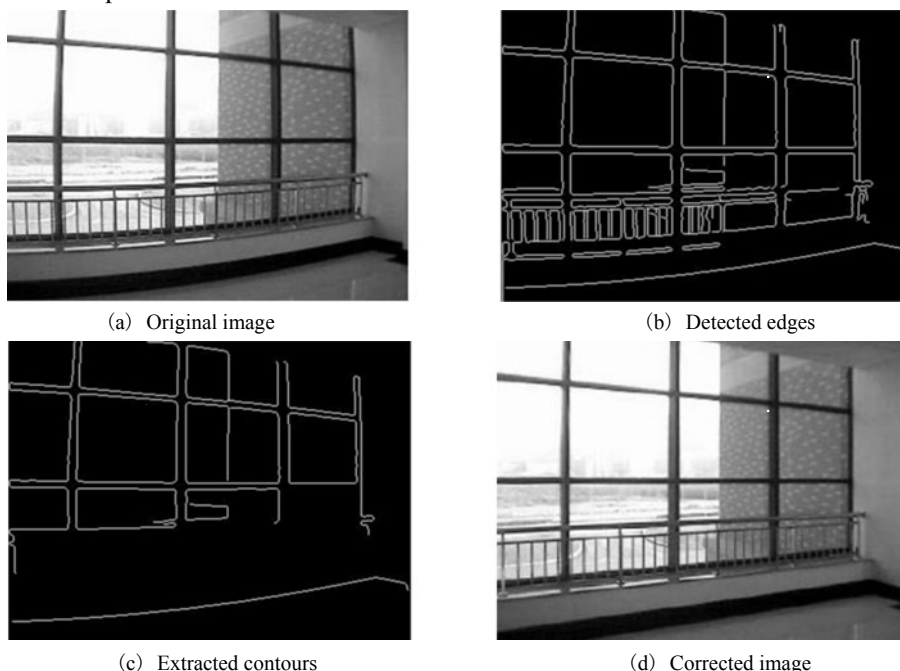 (a) Original image
(b) Detected edges
(c) Extracted contours
(d) Corrected image